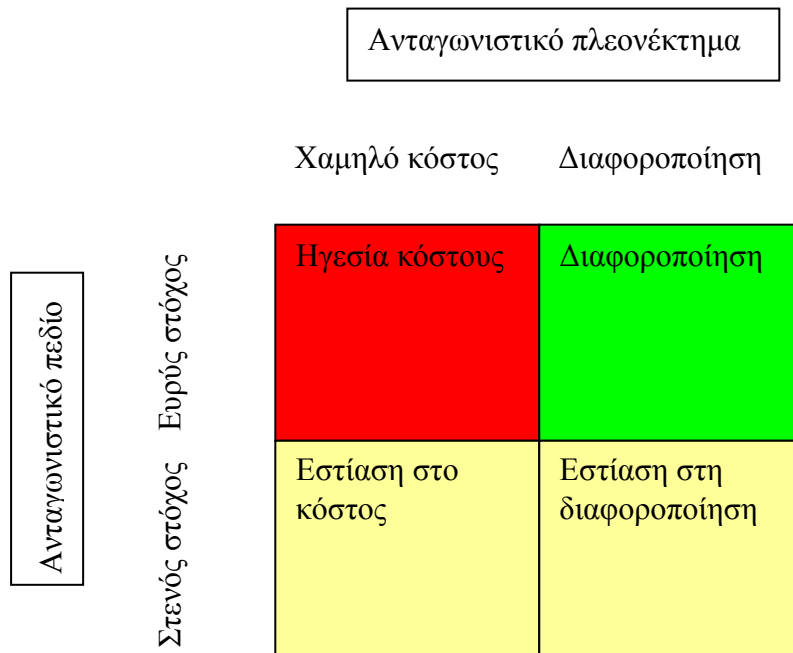 Ανταγωνιστικό πλεονέκτημα
Χαμηλό κόστος
Διαφοροποίηση
Ανταγωνιστικό πεδίο
Ευρύς στόχος
Ηγεσία κόστους
Διαφοροποίηση
Στενός στόχος
Εστίαση στο
κόστος
Εστίαση στη
διαφοροποίηση